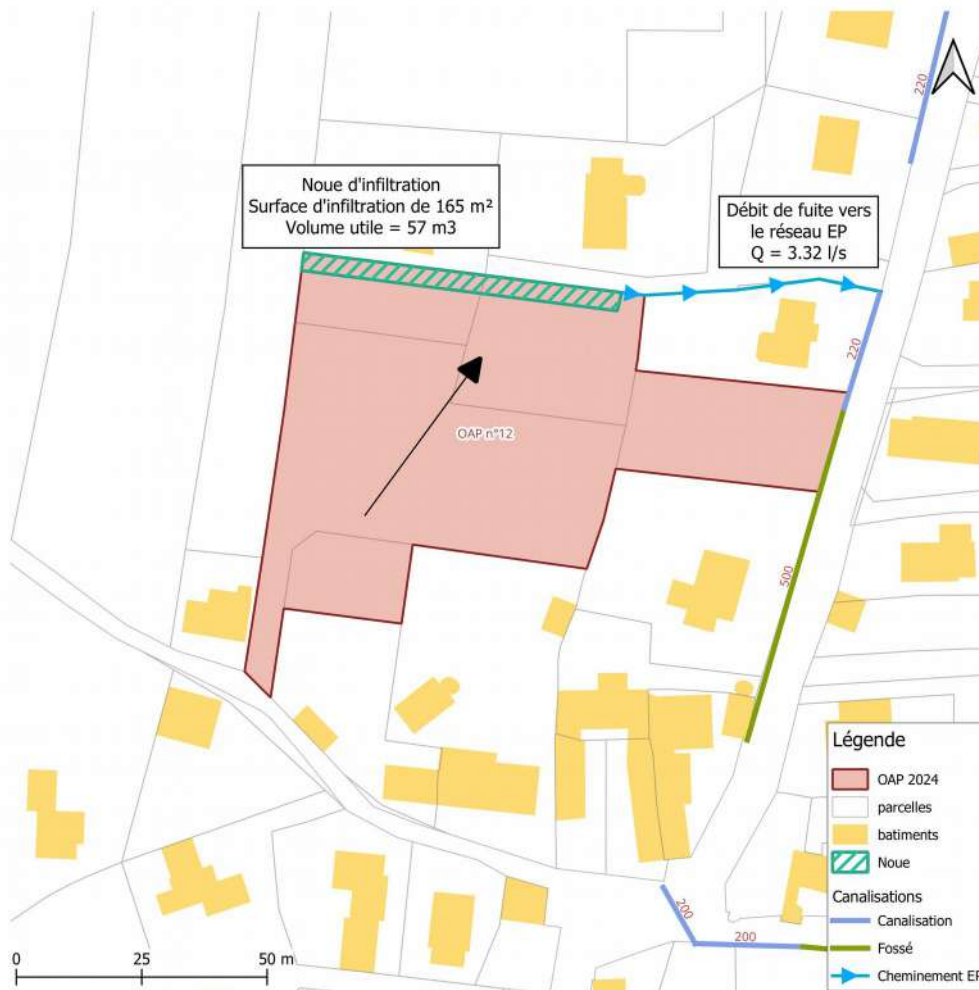 220
Noue d'infiltration
Surface d'infiltration de 165 m²
Volume utile = 57 m3
Débit de fuite vers
le réseau EP
Q = 3.32 l/s
220
OAP n°12
500
200
200
0 25 50 m
Légende
OAP 2024
parcelles
batiments
Noue
Canalisations
Canalisation
Fossé
Cheminement EP